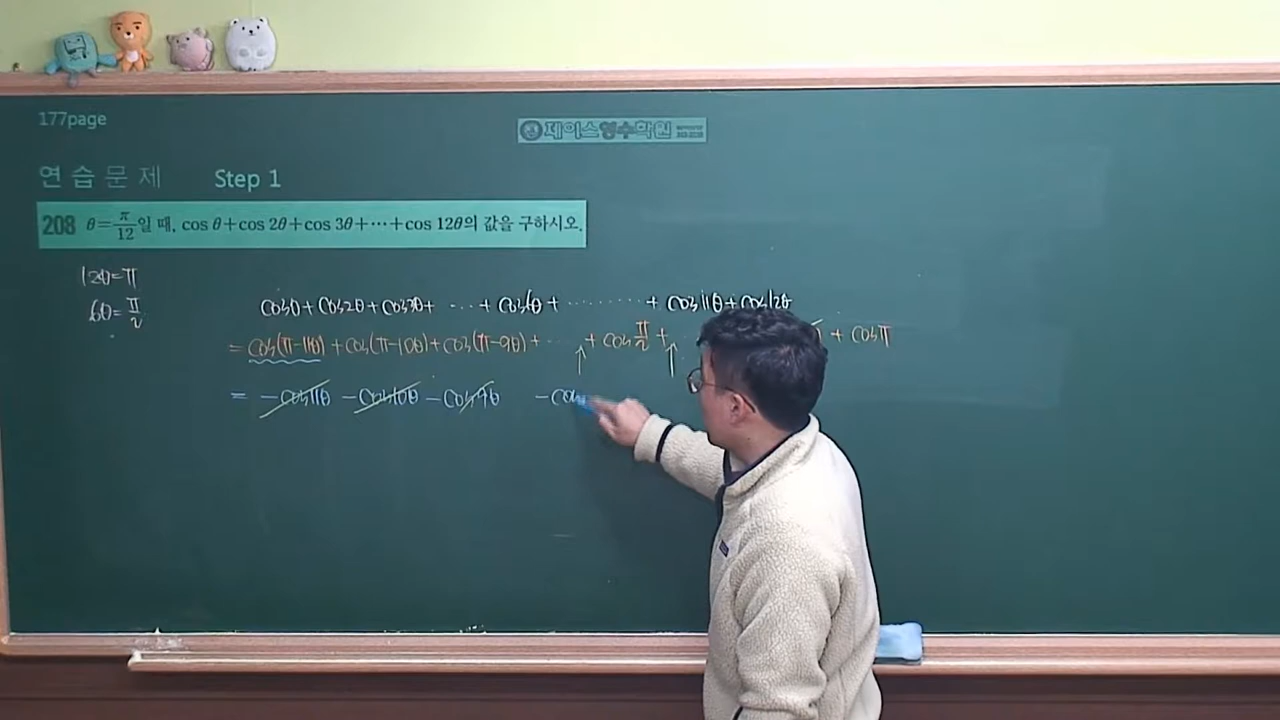 177page
제이스영수학원
연 습 문 제 Step 1
208 θ=π/12일 때, cos θ+cos 2θ+cos 3θ+⋯+cos 12θ의 값을 구하시오.
12θ=π
6θ=π/2
cosθ+cos2θ+cos3θ+ ⋯ + cos6θ + ⋯⋯⋯ + cos11θ+cos12θ
= cos(π-11θ)+cos(π-10θ)+cos(π-9θ)+ ⋯ + cos π/2 + + cosπ
= -cos11θ -cos10θ -cos9θ -cos